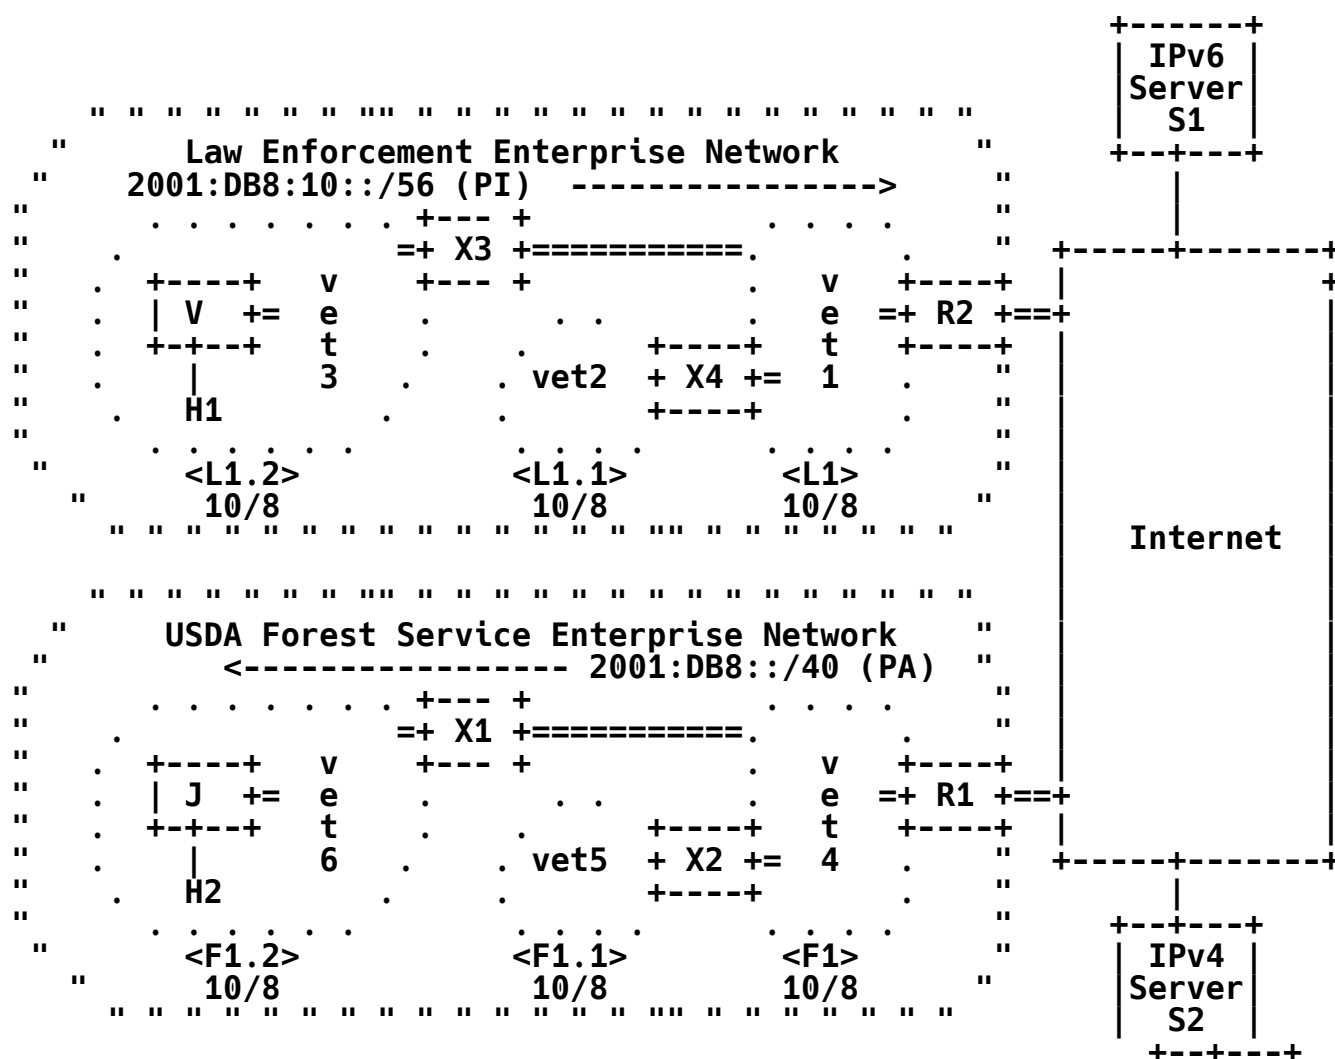 IPv6
Server
S1
Law Enforcement Enterprise Network
2001:DB8:10::/56 (PI) ---------------->
X3
v v
V e e R2
t t
3 vet2 X4 1
H1
<L1.2> <L1.1> <L1>
10/8 10/8 10/8
Internet
USDA Forest Service Enterprise Network
<----------------- 2001:DB8::/40 (PA)
X1
v v
J e e R1
t t
6 vet5 X2 4
H2
<F1.2> <F1.1> <F1>
10/8 10/8 10/8
IPv4
Server
S2